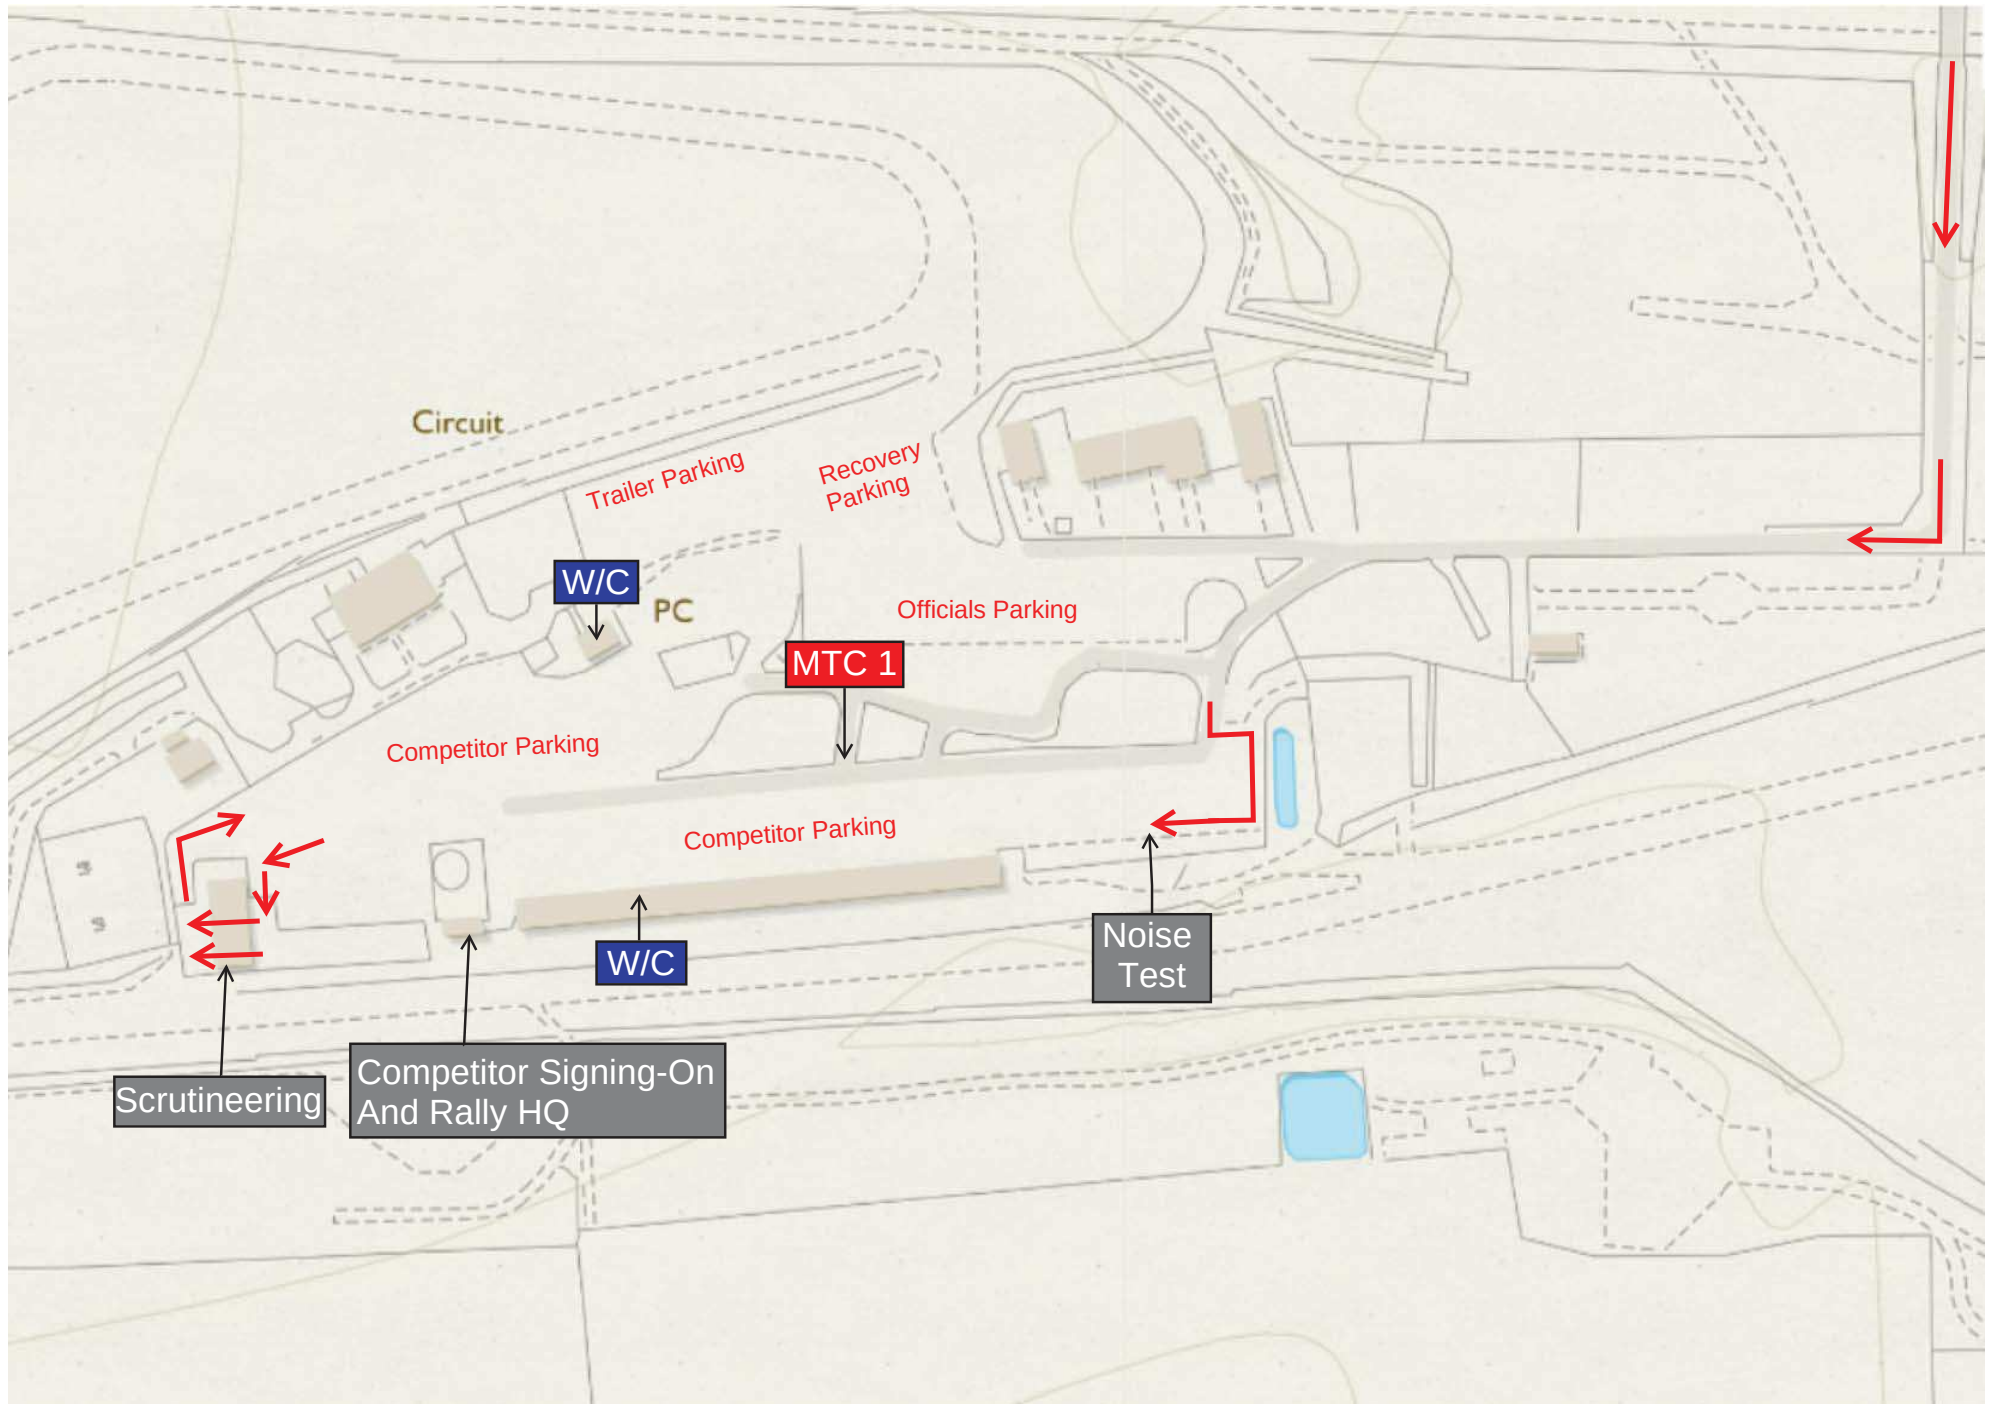 Circuit
Trailer Parking
Recovery
Parking
W/C
PC
Officials Parking
MTC 1
Competitor Parking
Competitor Parking
W/C
Noise
Test
Competitor Signing-On
And Rally HQ
Scrutineering